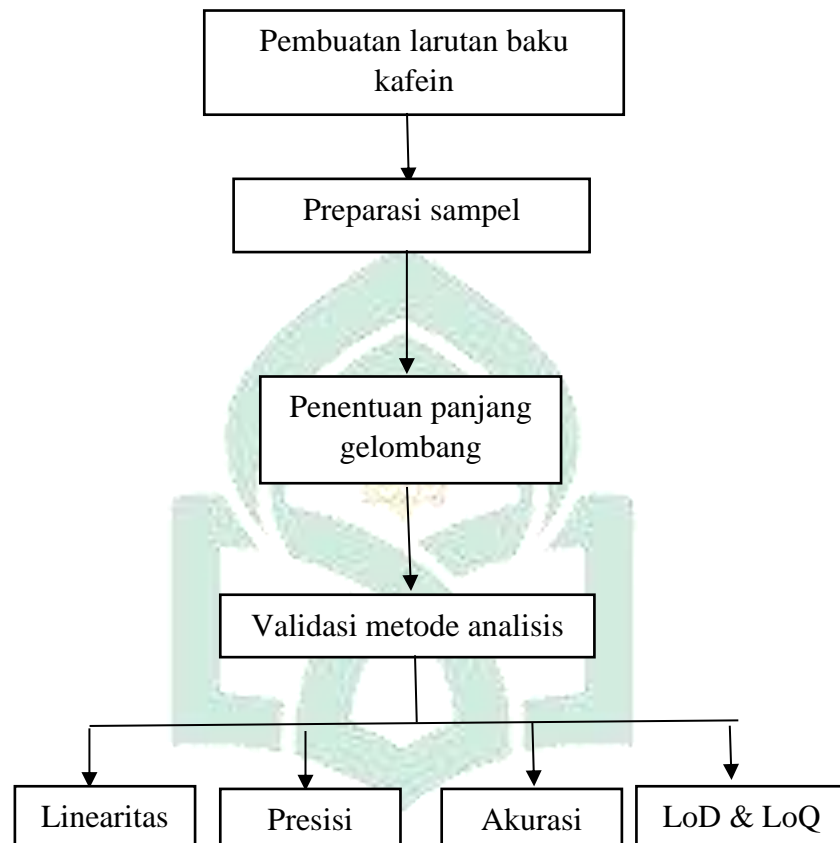 Pembuatan larutan baku
kafein
Preparasi sampel
Penentuan panjang
gelombang
Validasi metode analisis
Linearitas
Presisi
Akurasi
LoD & LoQ